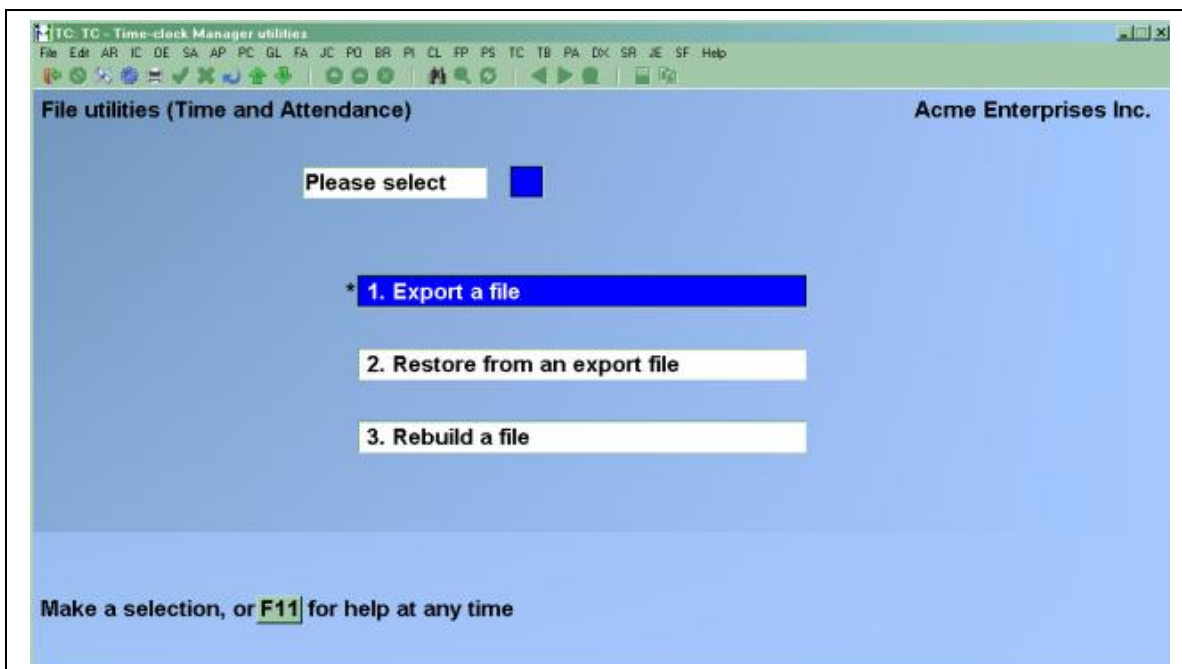 TC: TC - Time-clock Manager utilities
File Edit AR IC OE SA AP PC GL FA JC PO BR PI CL FP PS TC TB PA DX SR JE SF Help
File utilities (Time and Attendance) Acme Enterprises Inc.
Please select
* 1. Export a file
2. Restore from an export file
3. Rebuild a file
Make a selection, or F11 for help at any time